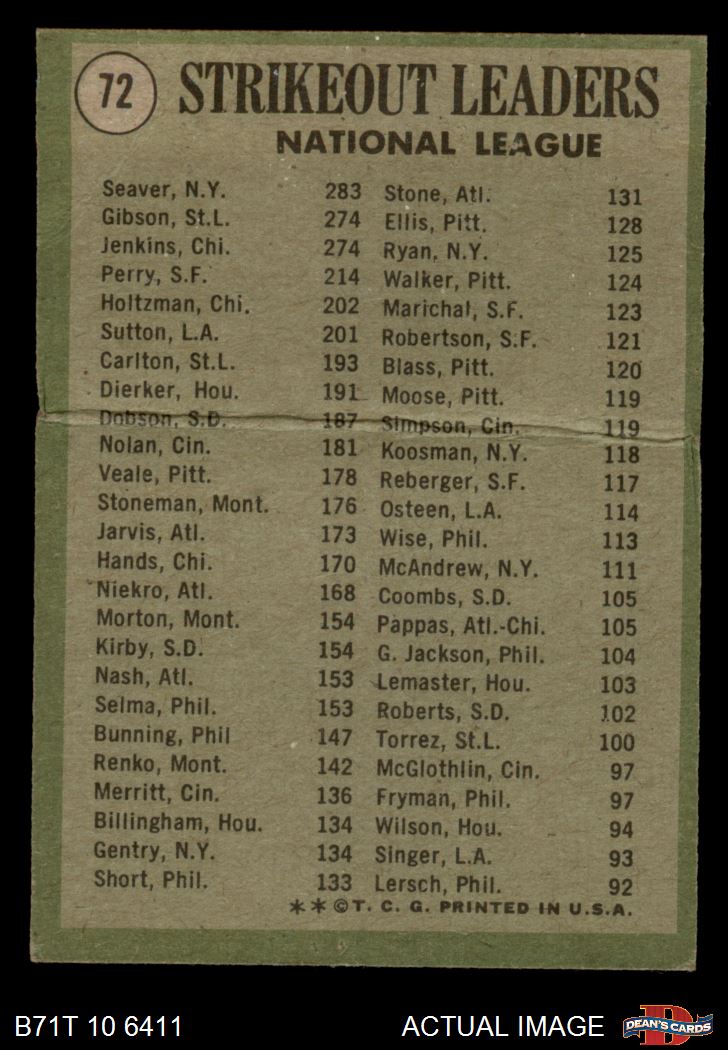 72
STRIKEOUT LEADERS
NATIONAL LEAGUE
Seaver, N.Y. 283
Gibson, St.L. 274
Jenkins, Chi. 274
Perry, S.F. 214
Holtzman, Chi. 202
Sutton, L.A. 201
Carlton, St.L. 193
Dierker, Hou. 191
Dobson, S.D. 187
Nolan, Cin. 181
Veale, Pitt. 178
Stoneman, Mont. 176
Jarvis, Atl. 173
Hands, Chi. 170
Niekro, Atl. 168
Morton, Mont. 154
Kirby, S.D. 154
Nash, Atl. 153
Selma, Phil. 153
Bunning, Phil 147
Renko, Mont. 142
Merritt, Cin. 136
Billingham, Hou. 134
Gentry, N.Y. 134
Short, Phil. 133
Stone, Atl. 131
Ellis, Pitt. 128
Ryan, N.Y. 125
Walker, Pitt. 124
Marichal, S.F. 123
Robertson, S.F. 121
Blass, Pitt. 120
Moose, Pitt. 119
Simpson, Cin. 119
Koosman, N.Y. 118
Reberger, S.F. 117
Osteen, L.A. 114
Wise, Phil. 113
McAndrew, N.Y. 111
Coombs, S.D. 105
Pappas, Atl.-Chi. 105
G. Jackson, Phil. 104
Lemaster, Hou. 103
Roberts, S.D. 102
Torrez, St.L. 100
McGlothlin, Cin. 97
Fryman, Phil. 97
Wilson, Hou. 94
Singer, L.A. 93
Lersch, Phil. 92
**©T. C. G. PRINTED IN U.S.A.
B71T 10 6411
ACTUAL IMAGE
D
DEAN'S CARDS